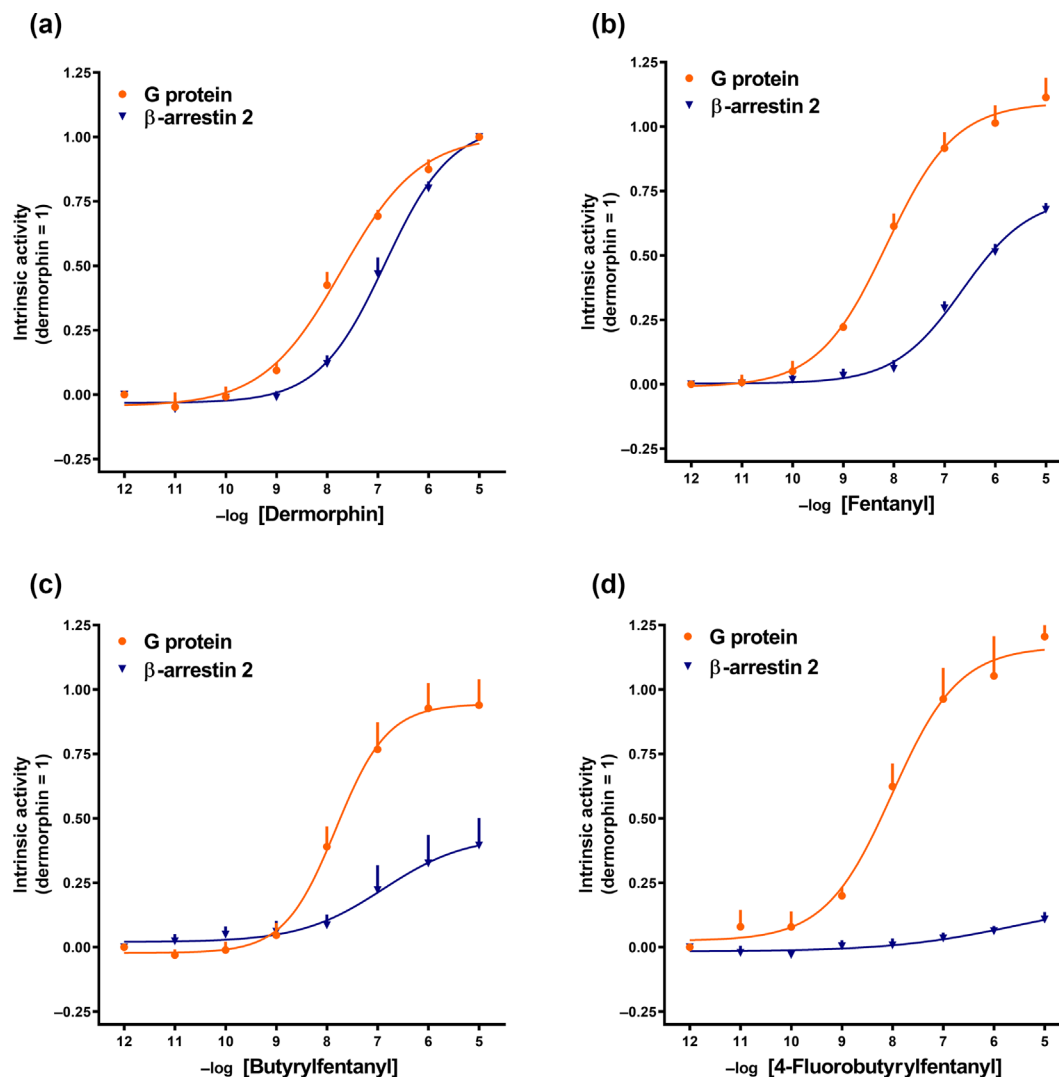 (a)
G protein
β-arrestin 2
Intrinsic activity
(dermorphin = 1)
1.25
1.00
0.75
0.50
0.25
0.00
–0.25
12 11 10 9 8 7 6 5
–log [Dermorphin]
(b)
G protein
β-arrestin 2
Intrinsic activity
(dermorphin = 1)
1.25
1.00
0.75
0.50
0.25
0.00
–0.25
12 11 10 9 8 7 6 5
–log [Fentanyl]
(c)
G protein
β-arrestin 2
Intrinsic activity
(dermorphin = 1)
1.25
1.00
0.75
0.50
0.25
0.00
–0.25
12 11 10 9 8 7 6 5
–log [Butyrylfentanyl]
(d)
G protein
β-arrestin 2
Intrinsic activity
(dermorphin = 1)
1.25
1.00
0.75
0.50
0.25
0.00
–0.25
12 11 10 9 8 7 6 5
–log [4-Fluorobutyrylfentanyl]